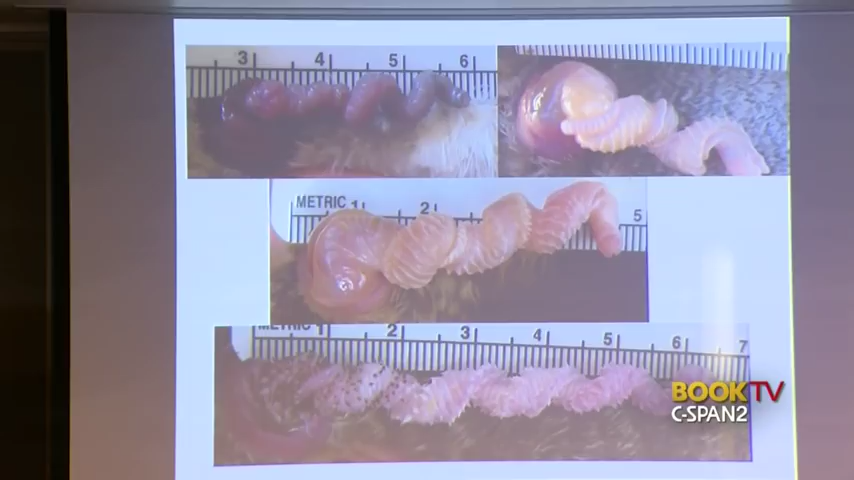 3 4 5 6
METRIC 1 2 5
METRIC 1 2 3 4 5 6 7
BOOK TV
C-SPAN2